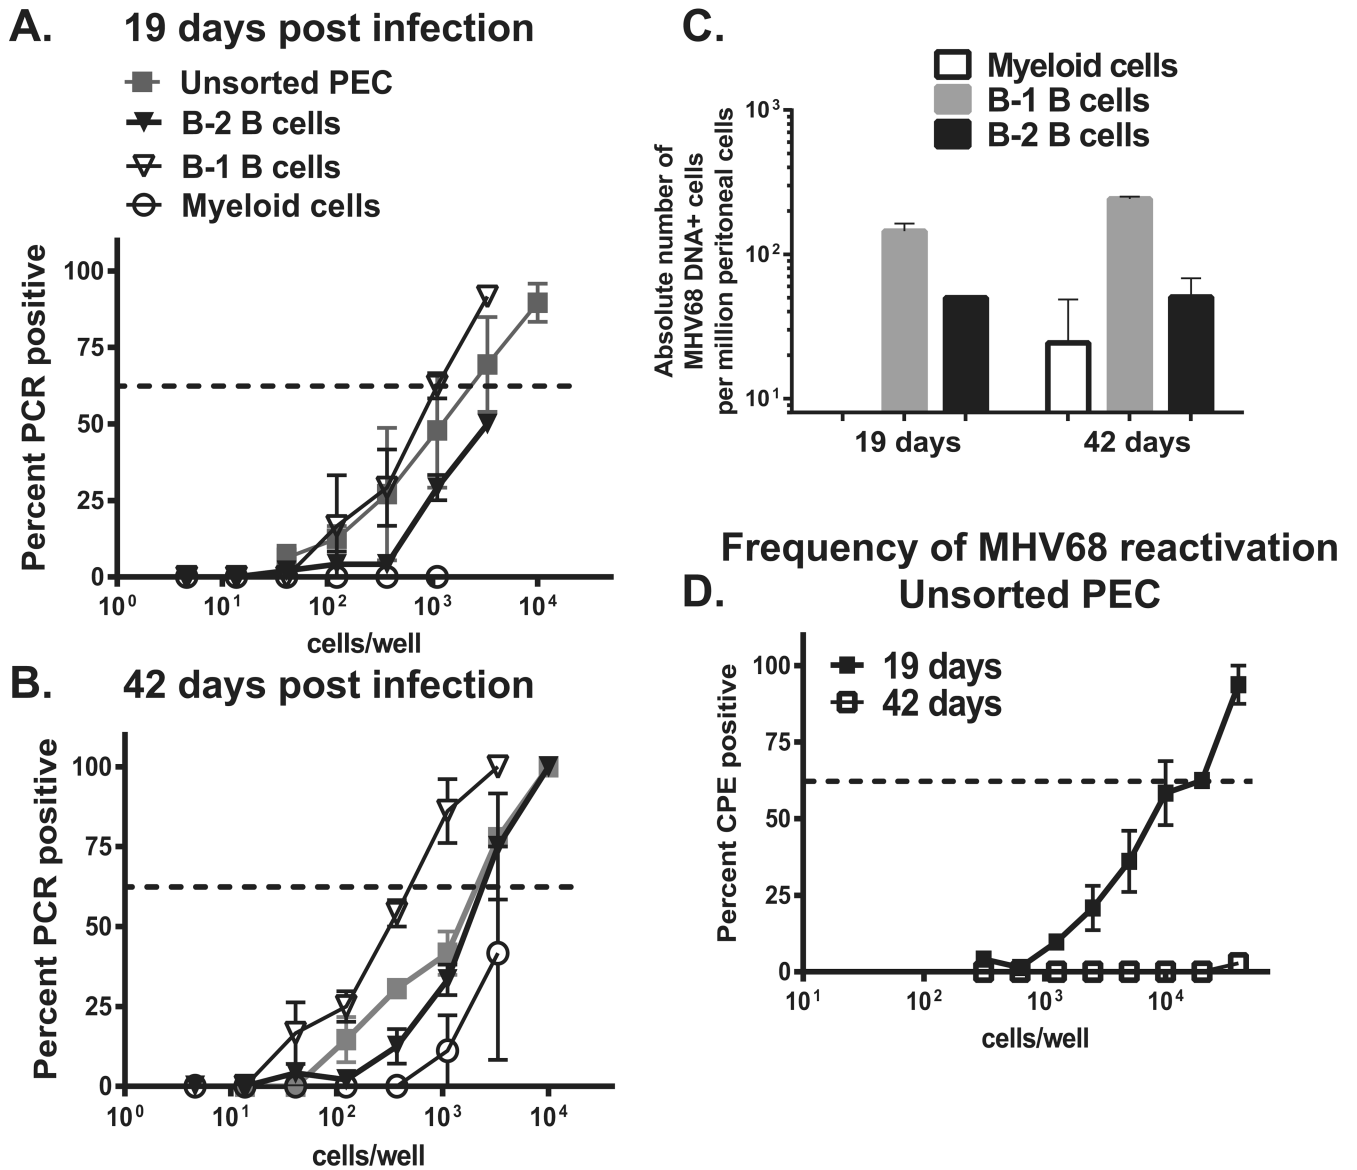 A.
19 days post infection
Unsorted PEC
B-2 B cells
B-1 B cells
Myeloid cells
Percent PCR positive
100
75
50
25
0
10⁰ 10¹ 10² 10³ 10⁴
cells/well
B.
42 days post infection
Percent PCR positive
100
75
50
25
0
10⁰ 10¹ 10² 10³ 10⁴
cells/well
C.
Myeloid cells
B-1 B cells
B-2 B cells
Absolute number of
MHV68 DNA+ cells
per million peritoneal cells
10³
10²
10¹
19 days 42 days
Frequency of MHV68 reactivation
D. Unsorted PEC
19 days
42 days
Percent CPE positive
100
75
50
25
0
10¹ 10² 10³ 10⁴
cells/well